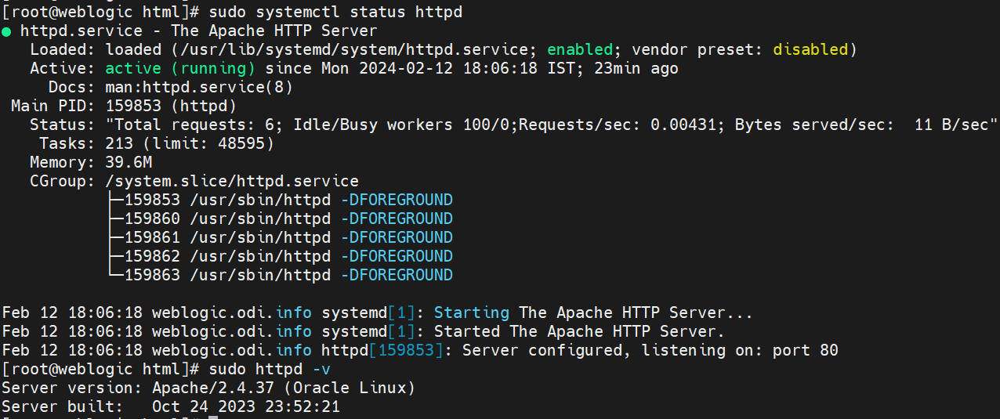 [root@weblogic html]# sudo systemctl status httpd
● httpd.service - The Apache HTTP Server
   Loaded: loaded (/usr/lib/systemd/system/httpd.service; enabled; vendor preset: disabled)
   Active: active (running) since Mon 2024-02-12 18:06:18 IST; 23min ago
     Docs: man:httpd.service(8)
 Main PID: 159853 (httpd)
   Status: "Total requests: 6; Idle/Busy workers 100/0;Requests/sec: 0.00431; Bytes served/sec:  11 B/sec"
    Tasks: 213 (limit: 48595)
   Memory: 39.6M
   CGroup: /system.slice/httpd.service
           ├─159853 /usr/sbin/httpd -DFOREGROUND
           ├─159860 /usr/sbin/httpd -DFOREGROUND
           ├─159861 /usr/sbin/httpd -DFOREGROUND
           ├─159862 /usr/sbin/httpd -DFOREGROUND
           └─159863 /usr/sbin/httpd -DFOREGROUND
Feb 12 18:06:18 weblogic.odi.info systemd[1]: Starting The Apache HTTP Server...
Feb 12 18:06:18 weblogic.odi.info systemd[1]: Started The Apache HTTP Server.
Feb 12 18:06:18 weblogic.odi.info httpd[159853]: Server configured, listening on: port 80
[root@weblogic html]# sudo httpd -v
Server version: Apache/2.4.37 (Oracle Linux)
Server built:   Oct 24 2023 23:52:21